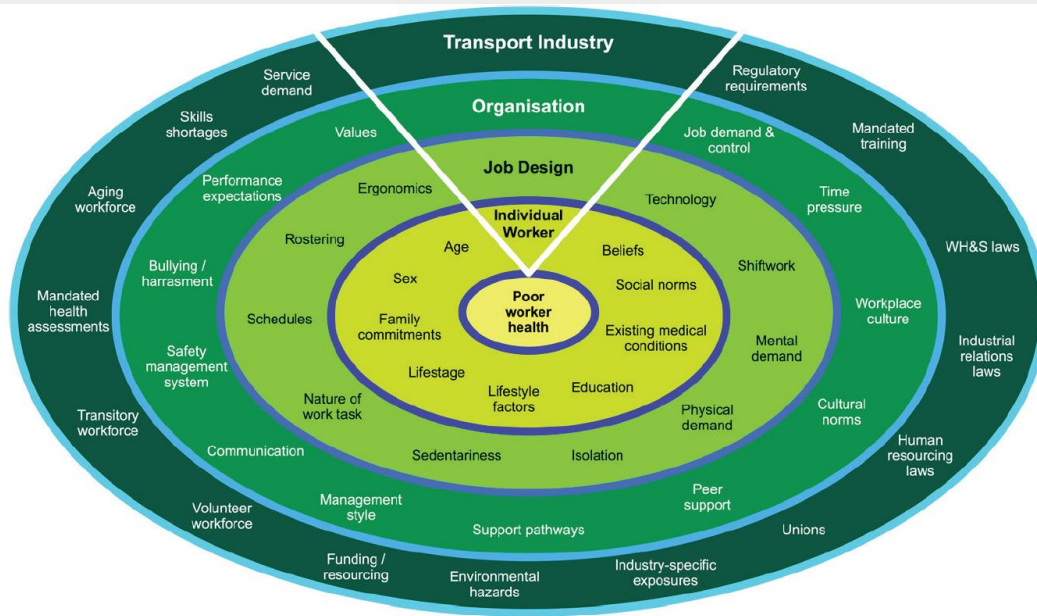 Transport Industry
Service
demand
Regulatory
requirements
Skills
shortages
Mandated
training
Aging
workforce
WH&S laws
Mandated
health
assessments
Industrial
relations
laws
Transitory
workforce
Human
resourcing
laws
Volunteer
workforce
Unions
Funding /
resourcing
Environmental
hazards
Industry-specific
exposures
Organisation
Values
Job demand &
control
Performance
expectations
Time
pressure
Bullying /
harrasment
Workplace
culture
Safety
management
system
Cultural
norms
Communication
Peer
support
Management
style
Support pathways
Job Design
Ergonomics
Technology
Rostering
Shiftwork
Schedules
Mental
demand
Nature of
work task
Physical
demand
Sedentariness
Isolation
Individual
Worker
Age
Beliefs
Sex
Social norms
Family
commitments
Existing medical
conditions
Lifestage
Lifestyle
factors
Education
Poor
worker
health